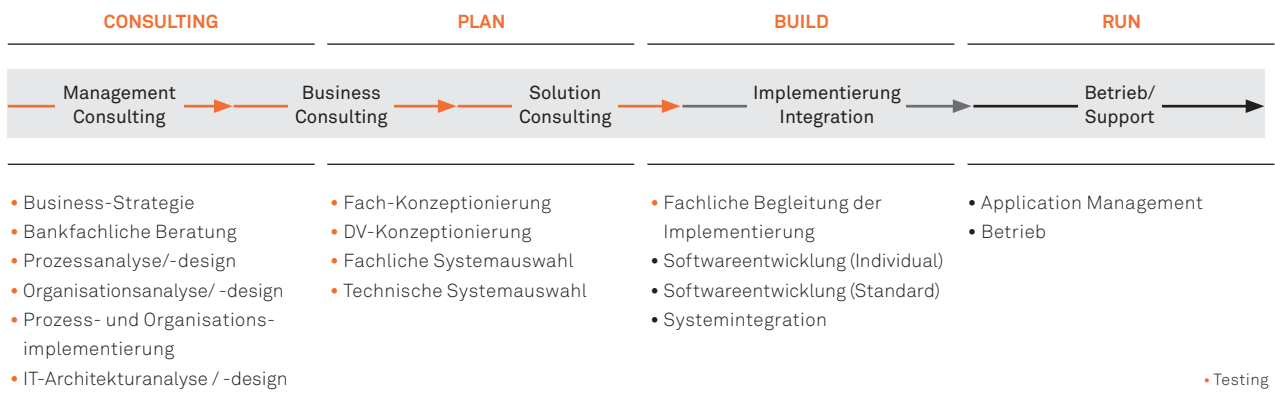 CONSULTING
PLAN
BUILD
RUN
Management
Consulting
Business
Consulting
Solution
Consulting
Implementierung
Integration
Betrieb/
Support
• Business-Strategie
• Bankfachliche Beratung
• Prozessanalyse/-design
• Organisationsanalyse/ -design
• Prozess- und Organisations-
implementierung
• IT-Architekturanalyse / -design
• Fach-Konzeptionierung
• DV-Konzeptionierung
• Fachliche Systemauswahl
• Technische Systemauswahl
• Fachliche Begleitung der
Implementierung
• Softwareentwicklung (Individual)
• Softwareentwicklung (Standard)
• Systemintegration
• Application Management
• Betrieb
• Testing